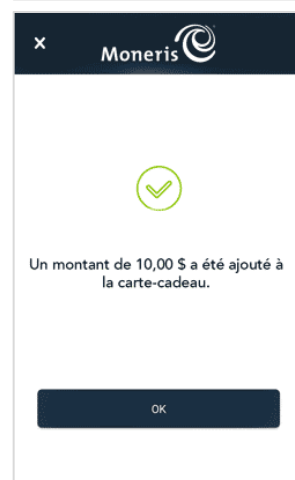 × Moneris
Un montant de 10,00 $ a été ajouté à
la carte-cadeau.
OK